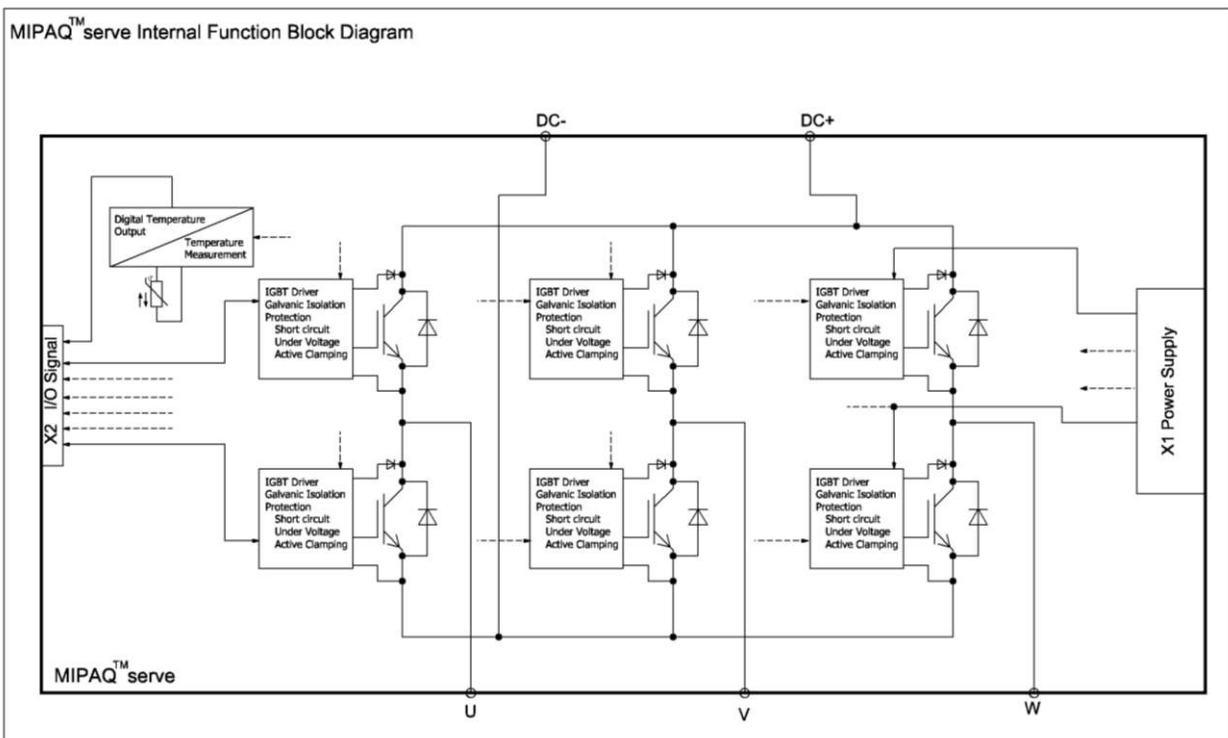 MIPAQ™serve Internal Function Block Diagram
DC-
DC+
Digital Temperature
Output
Temperature
Measurement
IGBT Driver
Galvanic Isolation
Protection
Short circuit
Under Voltage
Active Clamping
IGBT Driver
Galvanic Isolation
Protection
Short circuit
Under Voltage
Active Clamping
IGBT Driver
Galvanic Isolation
Protection
Short circuit
Under Voltage
Active Clamping
X2 I/O Signal
X1 Power Supply
IGBT Driver
Galvanic Isolation
Protection
Short circuit
Under Voltage
Active Clamping
IGBT Driver
Galvanic Isolation
Protection
Short circuit
Under Voltage
Active Clamping
IGBT Driver
Galvanic Isolation
Protection
Short circuit
Under Voltage
Active Clamping
MIPAQ™serve
U
V
W